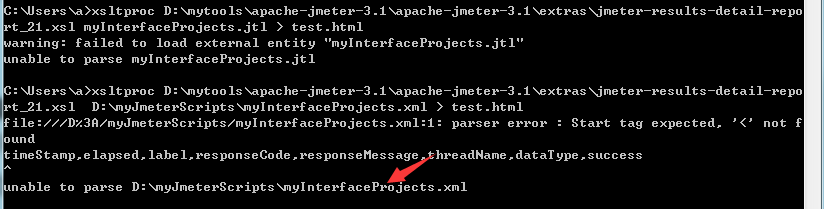 C:\Users\a>xsltproc D:\mytools\apache-jmeter-3.1\apache-jmeter-3.1\extras\jmeter-results-detail-repo
rt_21.xsl myInterfaceProjects.jtl > test.html
warning: failed to load external entity "myInterfaceProjects.jtl"
unable to parse myInterfaceProjects.jtl
C:\Users\a>xsltproc D:\mytools\apache-jmeter-3.1\apache-jmeter-3.1\extras\jmeter-results-detail-repo
rt_21.xsl  D:\myJmeterScripts\myInterfaceProjects.xml > test.html
file:///D%3A/myJmeterScripts/myInterfaceProjects.xml:1: parser error : Start tag expected, '<' not f
ound
timeStamp,elapsed,label,responseCode,responseMessage,threadName,dataType,success
^
unable to parse D:\myJmeterScripts\myInterfaceProjects.xml